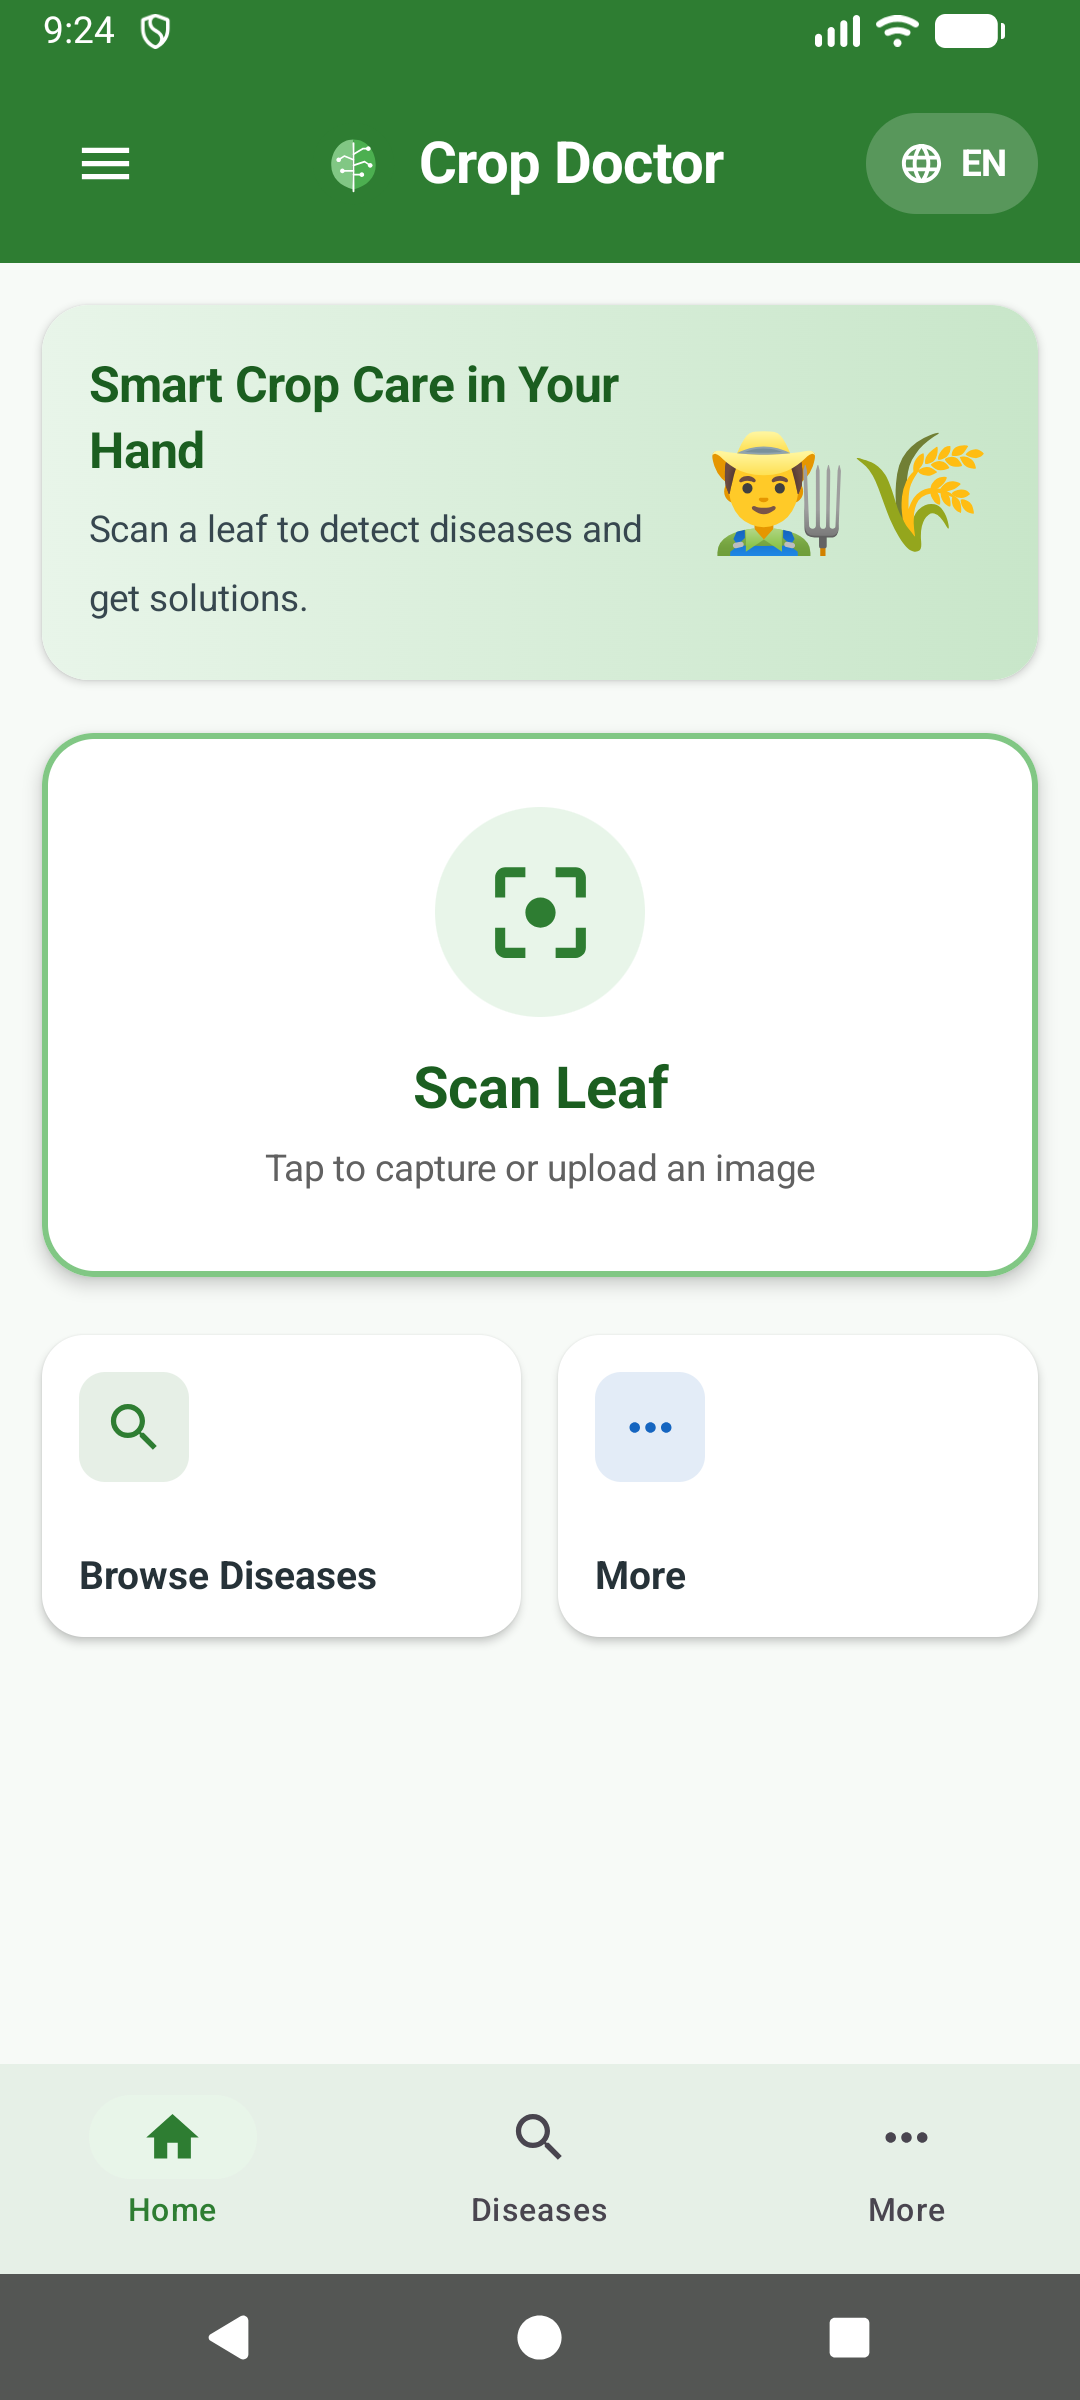 9:24
Crop Doctor
EN
Smart Crop Care in Your
Hand
Scan a leaf to detect diseases and
get solutions.
Scan Leaf
Tap to capture or upload an image
Browse Diseases
More
Home
Diseases
More